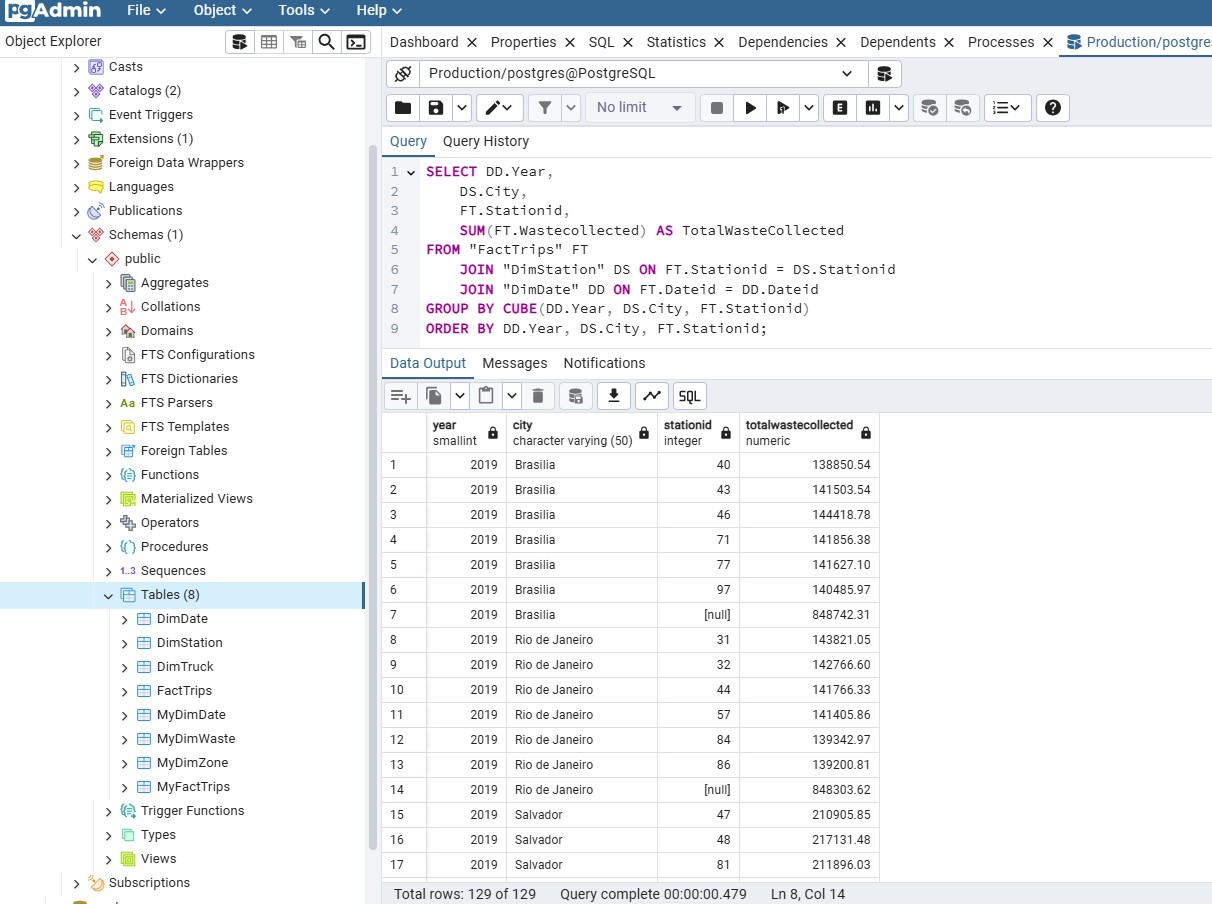 pgAdmin File Object Tools Help
Object Explorer
Casts
Catalogs (2)
Event Triggers
Extensions (1)
Foreign Data Wrappers
Languages
Publications
Schemas (1)
public
Aggregates
Collations
Domains
FTS Configurations
FTS Dictionaries
Aa FTS Parsers
FTS Templates
Foreign Tables
Functions
Materialized Views
Operators
Procedures
1..3 Sequences
Tables (8)
DimDate
DimStation
DimTruck
FactTrips
MyDimDate
MyDimWaste
MyDimZone
MyFactTrips
Trigger Functions
Types
Views
Subscriptions
Dashboard Properties SQL Statistics Dependencies Dependents Processes Production/postgre
Production/postgres@PostgreSQL
No limit E
Query Query History
1 SELECT DD.Year,
2 DS.City,
3 FT.Stationid,
4 SUM(FT.Wastecollected) AS TotalWasteCollected
5 FROM "FactTrips" FT
6 JOIN "DimStation" DS ON FT.Stationid = DS.Stationid
7 JOIN "DimDate" DD ON FT.Dateid = DD.Dateid
8 GROUP BY CUBE(DD.Year, DS.City, FT.Stationid)
9 ORDER BY DD.Year, DS.City, FT.Stationid;
Data Output Messages Notifications
SQL
year city stationid totalwastecollected
smallint character varying (50) integer numeric
1 2019 Brasilia 40 138850.54
2 2019 Brasilia 43 141503.54
3 2019 Brasilia 46 144418.78
4 2019 Brasilia 71 141856.38
5 2019 Brasilia 77 141627.10
6 2019 Brasilia 97 140485.97
7 2019 Brasilia [null] 848742.31
8 2019 Rio de Janeiro 31 143821.05
9 2019 Rio de Janeiro 32 142766.60
10 2019 Rio de Janeiro 44 141766.33
11 2019 Rio de Janeiro 57 141405.86
12 2019 Rio de Janeiro 84 139342.97
13 2019 Rio de Janeiro 86 139200.81
14 2019 Rio de Janeiro [null] 848303.62
15 2019 Salvador 47 210905.85
16 2019 Salvador 48 217131.48
17 2019 Salvador 81 211896.03
Total rows: 129 of 129 Query complete 00:00:00.479 Ln 8, Col 14